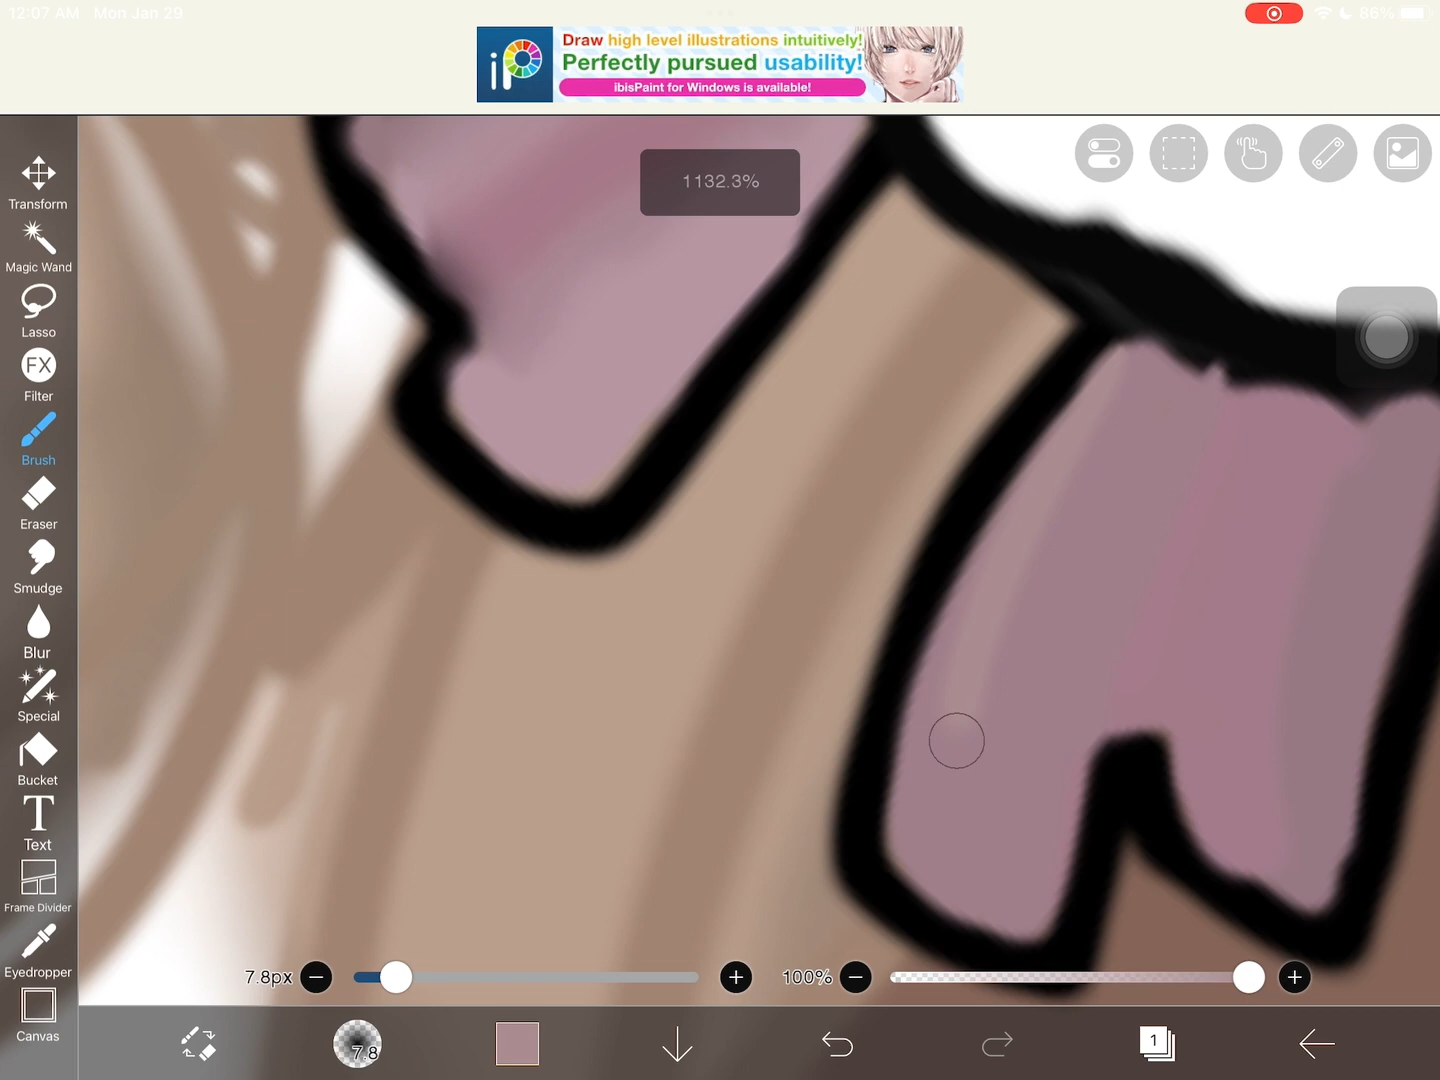 12:07 AM Mon Jan 29
86%
iP
Draw high level illustrations intuitively!
Perfectly pursued usability!
ibisPaint for Windows is available!
1132.3%
Transform
Magic Wand
Lasso
FX
Filter
Brush
Eraser
Smudge
Blur
Special
Bucket
T
Text
Frame Divider
Eyedropper
Canvas
7.8px
100%
7.8
1